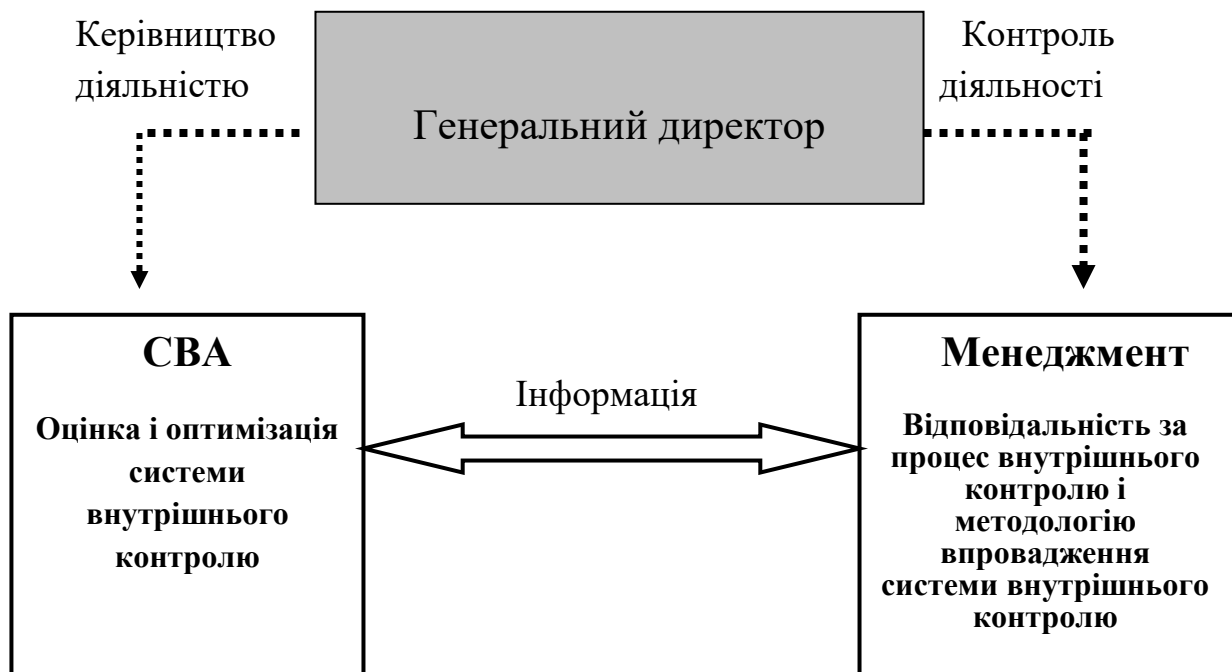 Керівництво
діяльністю
Генеральний директор
Контроль
діяльності
СВА
Оцінка і оптимізація
системи
внутрішнього
контролю
Інформація
Менеджмент
Відповідальність за
процес внутрішнього
контролю і
методологію
впровадження
системи внутрішнього
контролю